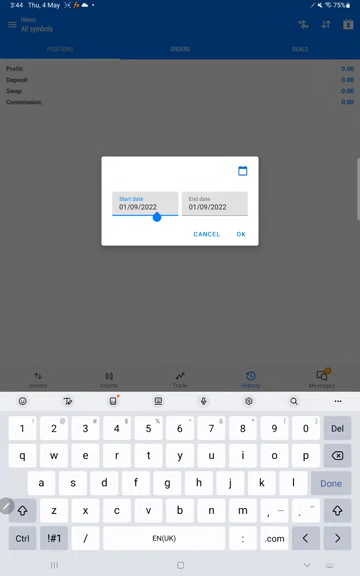 3:44 Thu, 4 May 75%
History
All symbols
POSITIONS ORDERS DEALS
Profit: 0.00
Deposit 0.00
Swap: 0.00
Commission: 0.00
Start date End date
01/09/2022 01/09/2022
CANCEL OK
Quotes Charts Trade History Messages
1 2 3 4 5 6 7 8 9 0 Del
q w e r t y u i o p
a s d f g h j k l Done
z x c v b n m , .
Ctrl !#1 / EN(UK) : .com < >